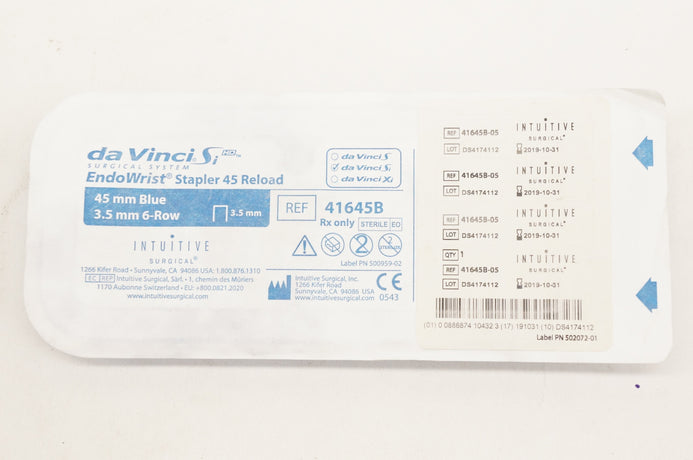 da Vinci Si HD™
SURGICAL SYSTEM
EndoWrist® Stapler 45 Reload
45 mm Blue
3.5 mm 6-Row
3.5 mm
da Vinci S
da Vinci Si
da Vinci Xi
REF 41645B
Rx only STERILE EO
2
2 STERILIZE
Label PN 500959-02
INTUITIVE
SURGICAL®
1266 Kifer Road • Sunnyvale, CA 94086 USA: 1.800.876.1310
EC REP Intuitive Surgical, Sárl • 1, chemin des Mûriers
1170 Aubonne Switzerland • EU: +800.0821.2020
www.intuitivesurgical.com
Intuitive Surgical, Inc.
1266 Kifer Road
Sunnyvale, CA 94086
www.intuitivesurgical.com
CE
0543
REF 41645B-05 INTUITIVE
SURGICAL®
LOT DS4174112 2019-10-31
REF 41645B-05 INTUITIVE
SURGICAL®
LOT DS4174112 2019-10-31
REF 41645B-05 INTUITIVE
SURGICAL®
LOT DS4174112 2019-10-31
QTY 1
REF 41645B-05 INTUITIVE
SURGICAL®
LOT DS4174112 2019-10-31
(01) 0 0886874 10432 3 (17) 191031 (10) DS4174112
Label PN 502072-01